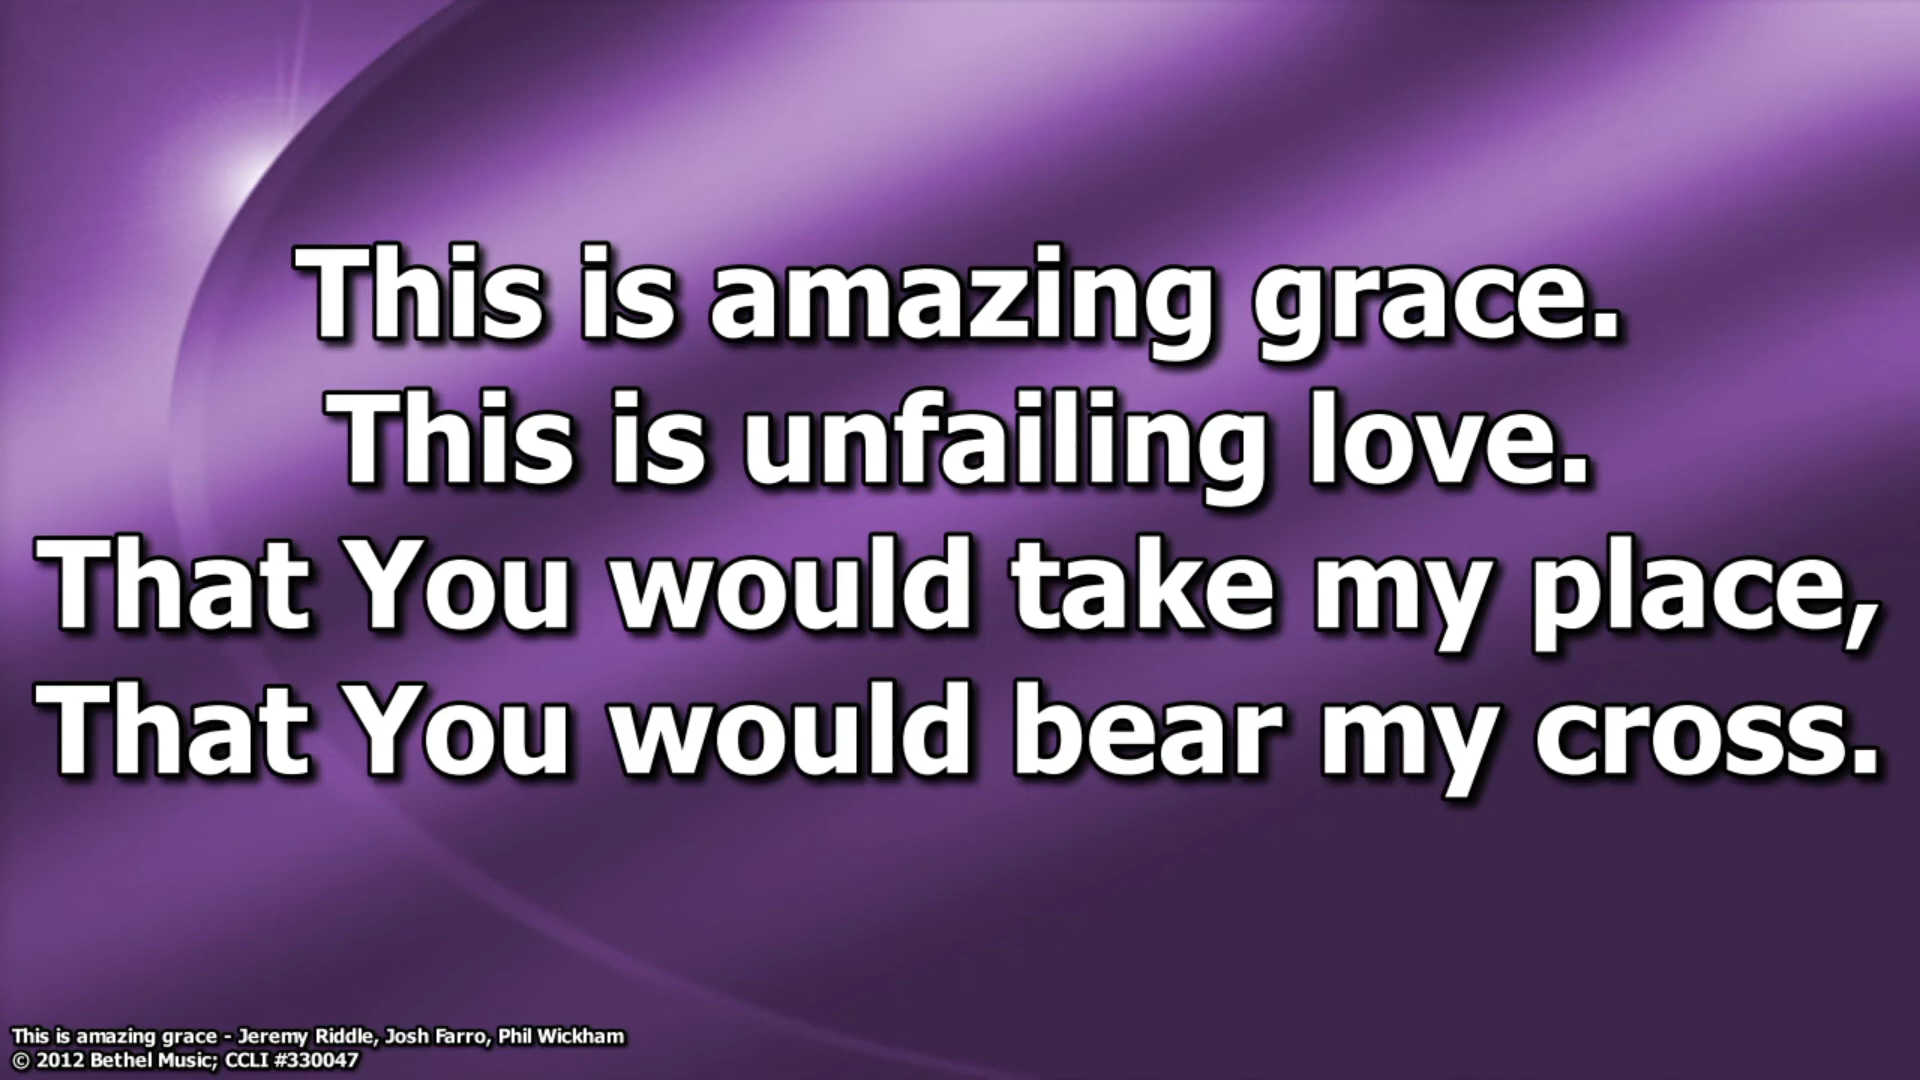 This is amazing grace.
This is unfailing love.
That You would take my place,
That You would bear my cross.
This is amazing grace - Jeremy Riddle, Josh Farro, Phil Wickham
© 2012 Bethel Music; CCLI #330047